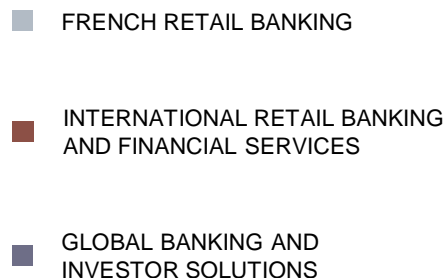 FRENCH RETAIL BANKING
INTERNATIONAL RETAIL BANKING
AND FINANCIAL SERVICES
GLOBAL BANKING AND
INVESTOR SOLUTIONS